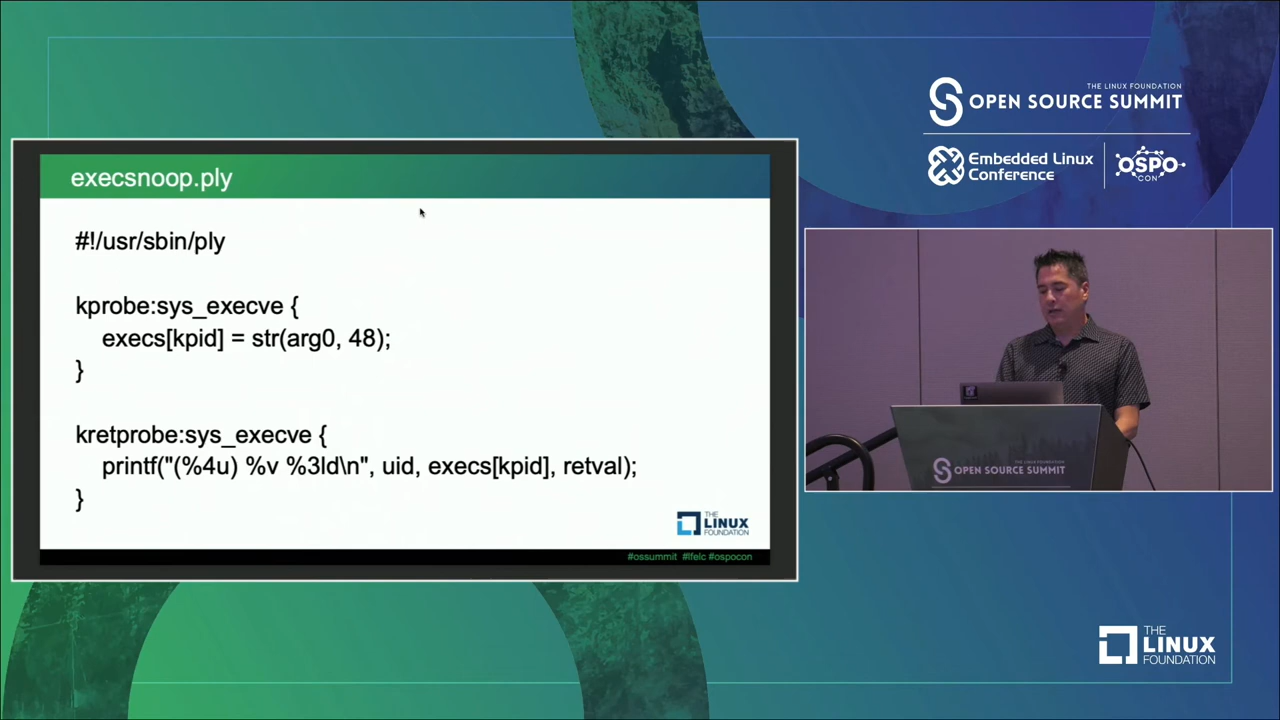 THE LINUX FOUNDATION
OPEN SOURCE SUMMIT
Embedded Linux
Conference
OSPO
CON
execsnoop.ply
#!/usr/sbin/ply
kprobe:sys_execve {
execs[kpid] = str(arg0, 48);
}
kretprobe:sys_execve {
printf("(%4u) %v %3ld\n", uid, execs[kpid], retval);
}
THE
LINUX
FOUNDATION
#ossummit #lfelc #ospocon
OPEN SOURCE SUMMIT
THE
LINUX
FOUNDATION